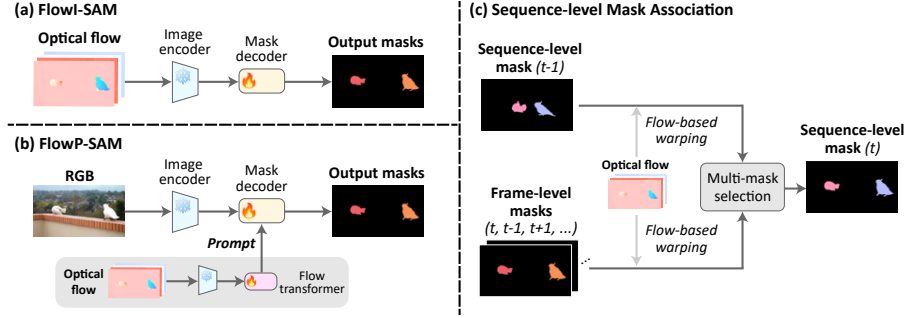 (a) FlowI-SAM
Optical flow
Image
encoder
Mask
decoder
Output masks
(b) FlowP-SAM
RGB
Image
encoder
Mask
decoder
Output masks
Prompt
Optical
flow
Flow
transformer
(c) Sequence-level Mask Association
Sequence-level
mask (t-1)
Flow-based
warping
Optical flow
Frame-level
masks
(t, t-1, t+1, ...)
Flow-based
warping
...
Multi-mask
selection
Sequence-level
mask (t)